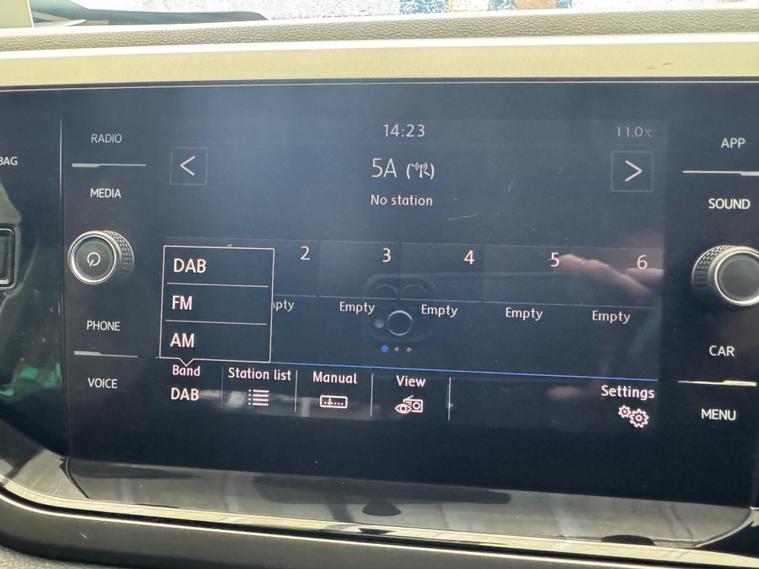 RADIO
14:23
11.0°C
APP
BAG
MEDIA
5A
SOUND
No station
DAB
2
3
4
5
6
FM
Empty
Empty
Empty
Empty
AM
PHONE
CAR
Band
Station list
Manual
View
VOICE
DAB
Settings
MENU